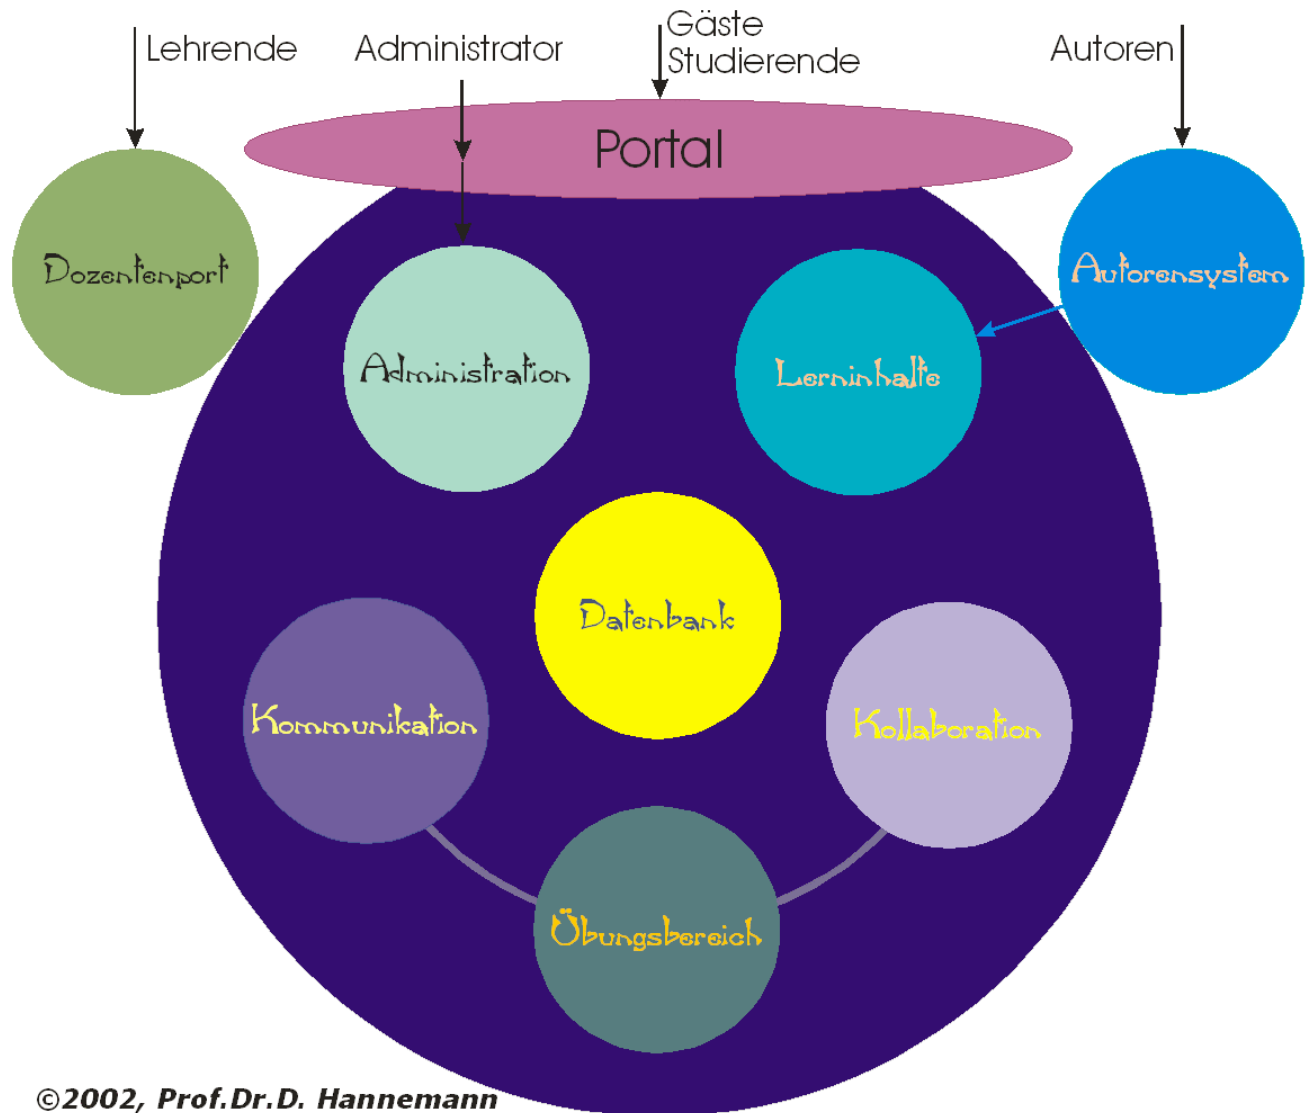 Lehrende
Administrator
Gäste
Studierende
Autoren
Portal
Dozentenport
Autorensystem
Administration
Lerninhalte
Datenbank
Kommunikation
Kollaboration
Übungsbereich
©2002, Prof.Dr.D. Hannemann